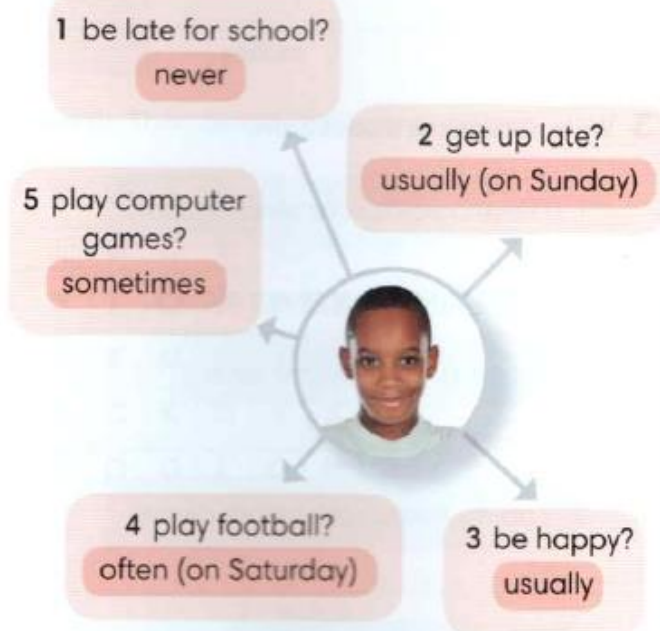 1 be late for school?
never
2 get up late?
usually (on Sunday)
3 be happy?
usually
4 play football?
often (on Saturday)
5 play computer
games?
sometimes